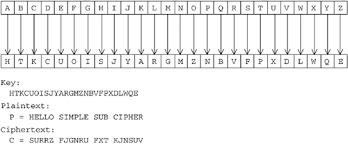 A B C D E F G H I J K L M N O P Q R S T U V W X Y Z
H T K C U O I S J Y A R G M Z N B V F P X D L W Q E
Key:
HTKCUOISJYARGMZNBVFPXDLWQE
Plaintext:
P = HELLO SIMPLE SUB CIPHER
Ciphertext:
C = SURRZ FJGNRU FXT KJNSUV